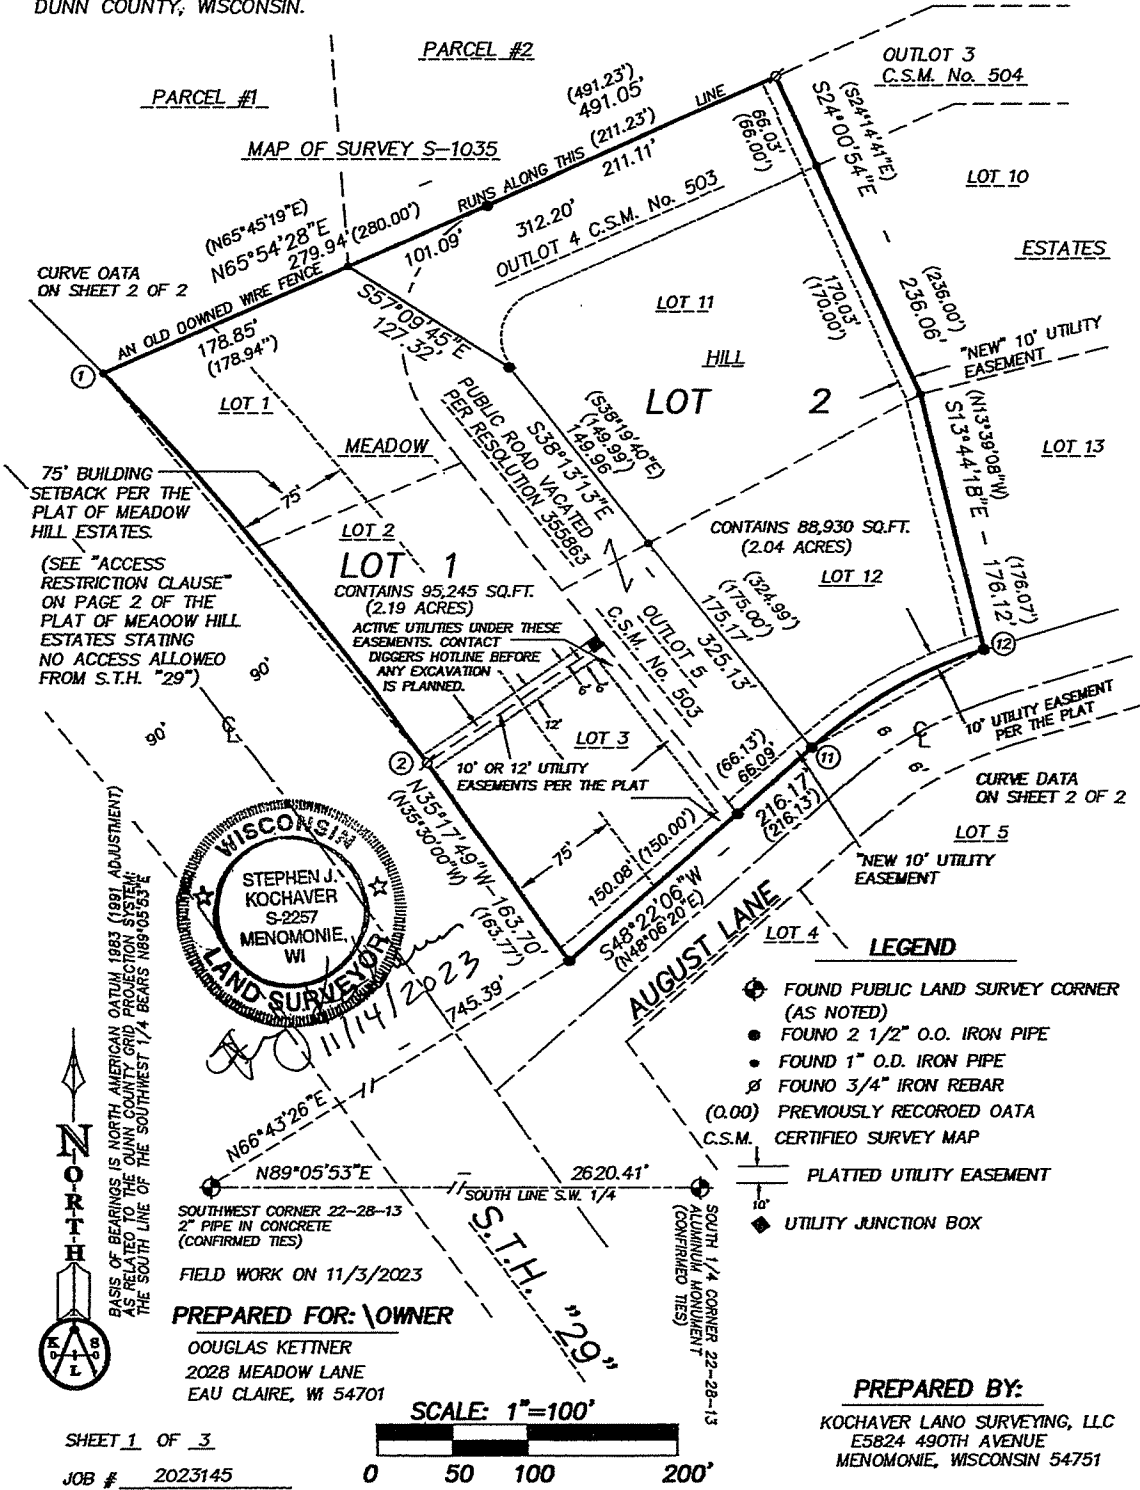 DUNN COUNTY, WISCONSIN.
PARCEL #2
PARCEL #1
OUTLOT 3
C.S.M. No. 504
MAP OF SURVEY S-1035
(491.23')
491.05'
(211.23')
211.11'
AN OLD DOWNED WIRE FENCE
RUNS ALONG THIS
LINE
66.03'
(66.00')
(S24°14'41"E)
S24°00'54"E
LOT 10
ESTATES
(N65°45'19"E)
N65°54'28"E
279.94' (280.00')
101.09'
312.20'
OUTLOT 4 C.S.M. No. 503
CURVE DATA
ON SHEET 2 OF 2
178.85'
(178.94")
S57°09'45"E
127.32'
LOT 11
HILL
170.03'
(170.00')
(236.00')
236.06'
"NEW" 10' UTILITY
EASEMENT
1
LOT 1
MEADOW
LOT 2
PUBLIC ROAD VACATED
PER RESOLUTION 355863
(S38°19'40"E)
(149.99')
149.96'
S38°13'13"E
LOT 2
(N13°39'08"W)
S13°44'18"E
(176.07')
176.12'
LOT 13
75' BUILDING
SETBACK PER THE
PLAT OF MEADOW
HILL ESTATES.
75'
(SEE "ACCESS
RESTRICTION CLAUSE"
ON PAGE 2 OF THE
PLAT OF MEAOOW HILL
ESTATES STATING
NO ACCESS ALLOWED
FROM S.T.H. "29")
LOT 1
CONTAINS 95,245 SQ.FT.
(2.19 ACRES)
ACTIVE UTILITIES UNDER THESE
EASEMENTS. CONTACT
DIGGERS HOTLINE BEFORE
ANY EXCAVATION
IS PLANNED.
CONTAINS 88,930 SQ.FT.
(2.04 ACRES)
LOT 12
(324.99')
(175.00')
175.17'
325.13'
OUTLOT 5
C.S.M. No. 503
12
90'
90'
CL
6'
6'
12'
LOT 3
10' OR 12' UTILITY
EASEMENTS PER THE PLAT
2
(66.13')
66.09'
11
10' UTILITY EASEMENT
PER THE PLAT
6
CL
6'
CURVE DATA
ON SHEET 2 OF 2
LOT 5
"NEW 10' UTILITY
EASEMENT
N35°17'49"W-163.70'
(N35°30'00"W)
(163.77')
75'
150.08' (150.00')
216.17'
(216.13')
S48°22'06"W
(N48°06'20"E)
AUGUST LANE
LOT 4
WISCONSIN
STEPHEN J.
KOCHAVER
S-2257
MENOMONIE,
WI
LAND SURVEYOR
11/14/2023
745.39'
N66°43'26"E
LEGEND
FOUND PUBLIC LAND SURVEY CORNER
(AS NOTED)
FOUNO 2 1/2" O.O. IRON PIPE
FOUND 1" O.D. IRON PIPE
FOUNO 3/4" IRON REBAR
(0.00) PREVIOUSLY RECOROED OATA
C.S.M. CERTIFIEO SURVEY MAP
PLATTED UTILITY EASEMENT
10'
UTILITY JUNCTION BOX
BASIS OF BEARINGS IS NORTH AMERICAN OATUM 1983 (1991 ADJUSTMENT)
AS RELATED TO THE OUNN COUNTY GRID PROJECTION SYSTEM:
THE SOUTH LINE OF THE SOUTHWEST 1/4 BEARS N89°05'53"E
NORTH
K S
O O
L
N89°05'53"E
2620.41'
SOUTH LINE S.W. 1/4
SOUTHWEST CORNER 22-28-13
2" PIPE IN CONCRETE
(CONFIRMED TIES)
SOUTH 1/4 CORNER 22-28-13
ALUMINUM MONUMENT
(CONFIRMED TIES)
S.T.H. "29"
FIELD WORK ON 11/3/2023
PREPARED FOR: \OWNER
OOUGLAS KETTNER
2028 MEADOW LANE
EAU CLAIRE, WI 54701
SCALE: 1"=100'
0 50 100 200'
SHEET 1 OF 3
JOB # 2023145
PREPARED BY:
KOCHAVER LANO SURVEYING, LLC
E5824 490TH AVENUE
MENOMONIE, WISCONSIN 54751